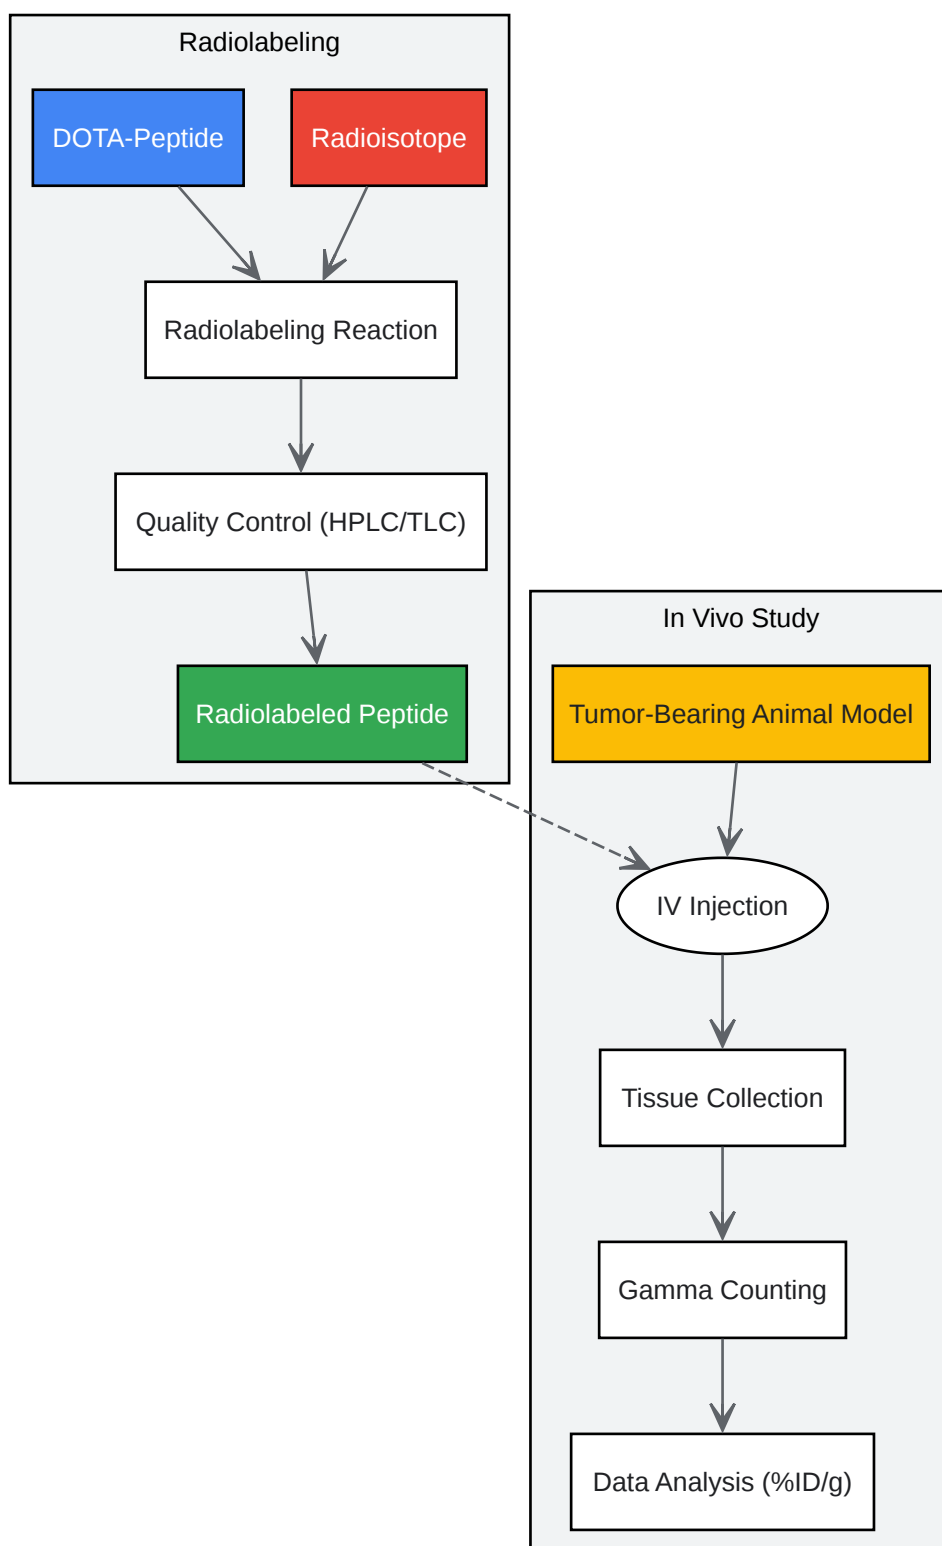 Radiolabeling
DOTA-Peptide
Radioisotope
Radiolabeling Reaction
Quality Control (HPLC/TLC)
Radiolabeled Peptide
In Vivo Study
Tumor-Bearing Animal Model
IV Injection
Tissue Collection
Gamma Counting
Data Analysis (%ID/g)